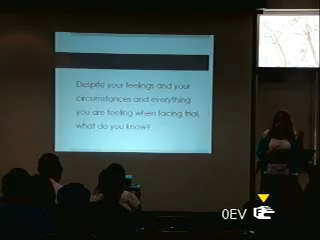 Despite your feelings and your
circumstances and everything
you are feeling when facing trial,
what do you know?
0EV